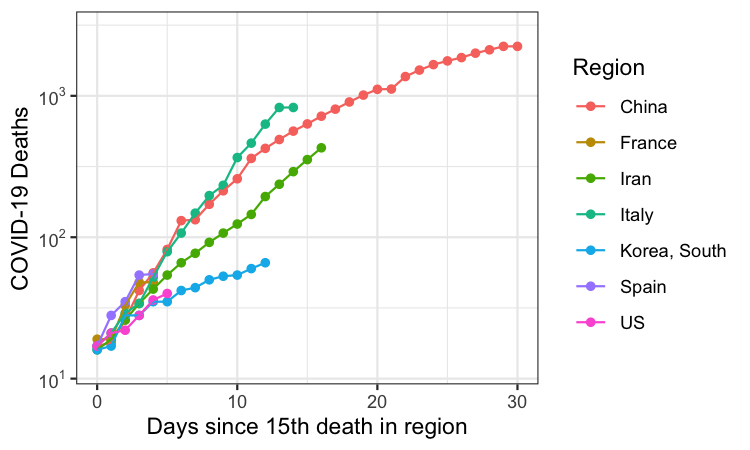 COVID-19 Deaths
10³
10²
10¹
0 10 20 30
Days since 15th death in region
Region
China
France
Iran
Italy
Korea, South
Spain
US